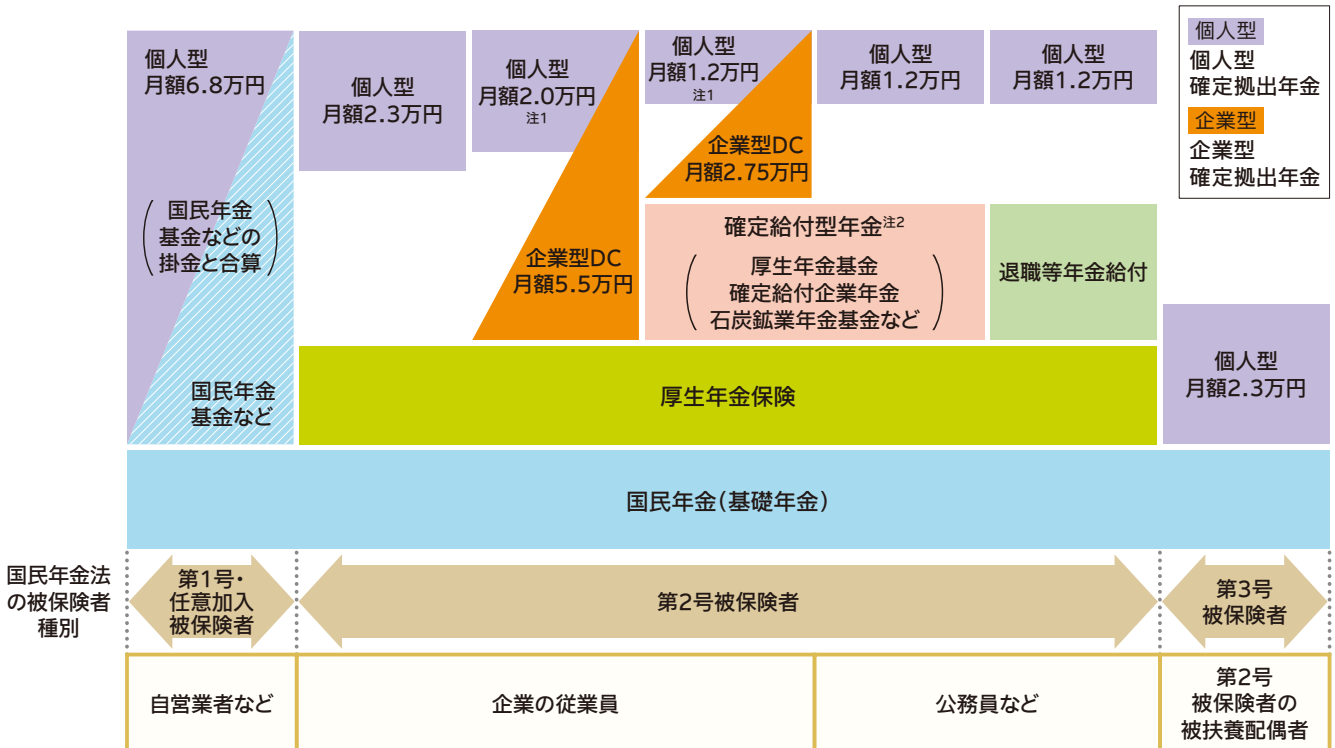 個人型
月額6.8万円
国民年金
基金などの
掛金と合算
国民年金
基金など
個人型
月額2.3万円
個人型
月額2.0万円
注1
企業型DC
月額5.5万円
個人型
月額1.2万円
注1
企業型DC
月額2.75万円
個人型
月額1.2万円
個人型
月額1.2万円
個人型
個人型
確定拠出年金
企業型
企業型
確定拠出年金
確定給付型年金注2
厚生年金基金
確定給付企業年金
石炭鉱業年金基金など
退職等年金給付
厚生年金保険
個人型
月額2.3万円
国民年金(基礎年金)
国民年金法
の被保険者
種別
第1号・
任意加入
被保険者
第2号被保険者
第3号
被保険者
自営業者など
企業の従業員
公務員など
第2号
被保険者の
被扶養配偶者